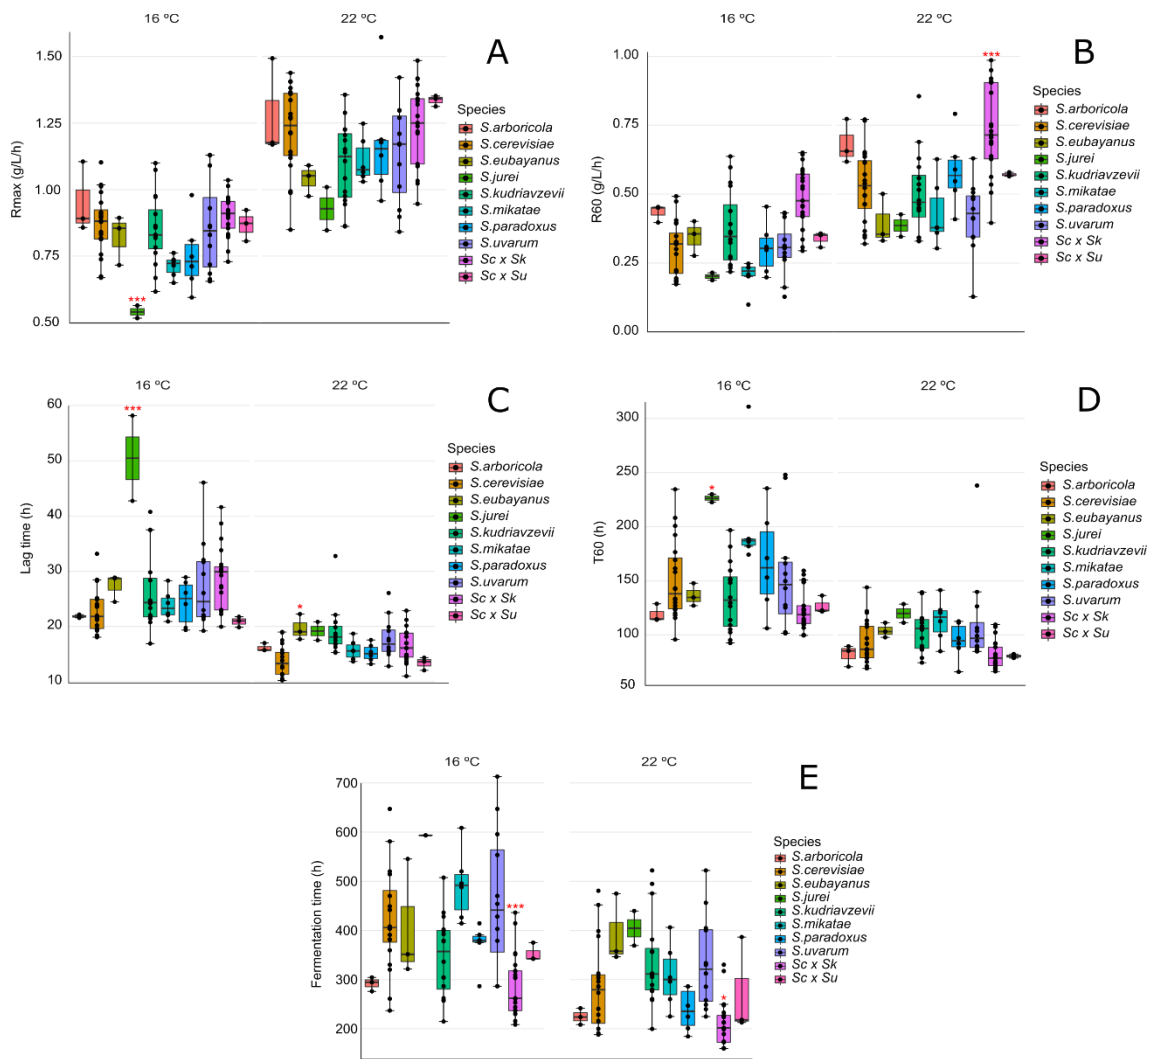 16 ºC
22 ºC
A
1.50
1.25
1.00
0.75
0.50
Rmax (g/L/h)
***
Species
S.arboricola
S.cerevisiae
S.eubayanus
S.jurei
S.kudriavzevii
S.mikatae
S.paradoxus
S.uvarum
Sc x Sk
Sc x Su
16 ºC
22 ºC
B
1.00
0.75
0.50
0.25
0.00
R60 (g/L/h)
***
Species
S.arboricola
S.cerevisiae
S.eubayanus
S.jurei
S.kudriavzevii
S.mikatae
S.paradoxus
S.uvarum
Sc x Sk
Sc x Su
16 ºC
22 ºC
C
60
50
40
30
20
10
Lag time (h)
***
*
Species
S.arboricola
S.cerevisiae
S.eubayanus
S.jurei
S.kudriavzevii
S.mikatae
S.paradoxus
S.uvarum
Sc x Sk
Sc x Su
16 ºC
22 ºC
D
300
250
200
150
100
50
T60 (h)
*
Species
S.arboricola
S.cerevisiae
S.eubayanus
S.jurei
S.kudriavzevii
S.mikatae
S.paradoxus
S.uvarum
Sc x Sk
Sc x Su
16 ºC
22 ºC
E
700
600
500
400
300
200
Fermentation time (h)
***
*
Species
S.arboricola
S.cerevisiae
S.eubayanus
S.jurei
S.kudriavzevii
S.mikatae
S.paradoxus
S.uvarum
Sc x Sk
Sc x Su